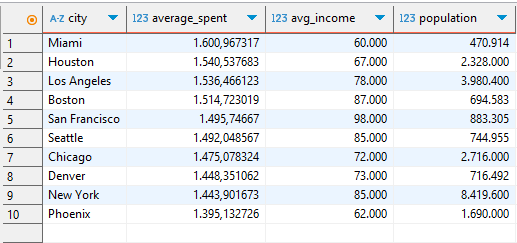 A-Z city 123 average_spent 123 avg_income 123 population
1 Miami 1.600,967317 60.000 470.914
2 Houston 1.540,537683 67.000 2.328.000
3 Los Angeles 1.536,466123 78.000 3.980.400
4 Boston 1.514,723019 87.000 694.583
5 San Francisco 1.495,74667 98.000 883.305
6 Seattle 1.492,048567 85.000 744.955
7 Chicago 1.475,078324 72.000 2.716.000
8 Denver 1.448,351062 73.000 716.492
9 New York 1.443,901673 85.000 8.419.600
10 Phoenix 1.395,132726 62.000 1.690.000